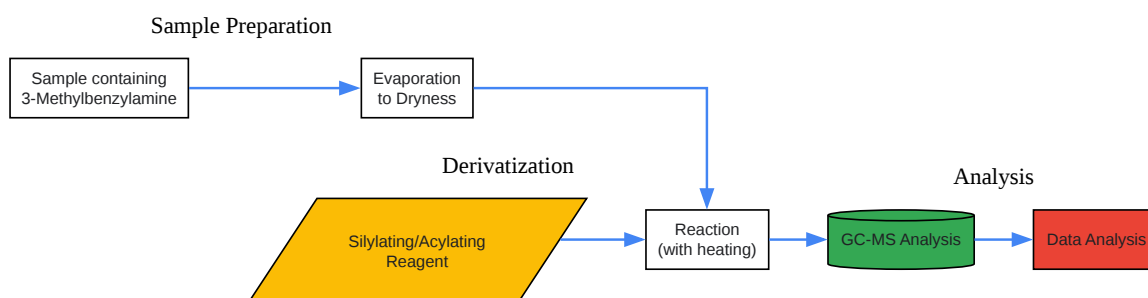 Sample Preparation
Sample containing
3-Methylbenzylamine
Evaporation
to Dryness
Derivatization
Analysis
Silylating/Acylating
Reagent
Reaction
(with heating)
GC-MS Analysis
Data Analysis